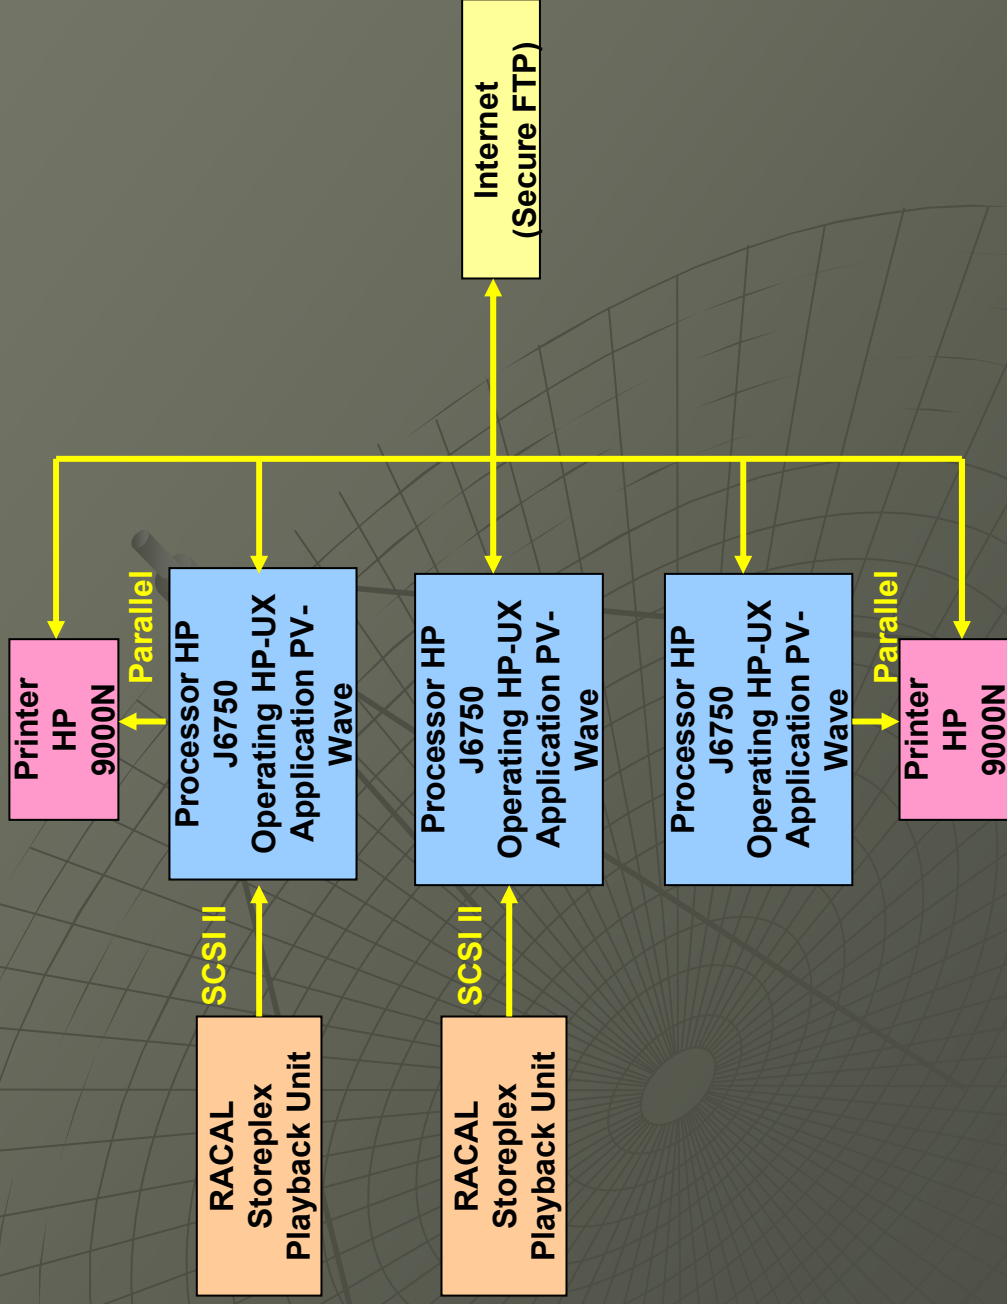 Printer
HP
9000N
Parallel
RACAL
Storeplex
Playback Unit
SCSI II
Processor HP
J6750
Operating HP-UX
Application PV-
Wave
RACAL
Storeplex
Playback Unit
SCSI II
Processor HP
J6750
Operating HP-UX
Application PV-
Wave
Internet
(Secure FTP)
Processor HP
J6750
Operating HP-UX
Application PV-
Wave
Parallel
Printer
HP
9000N